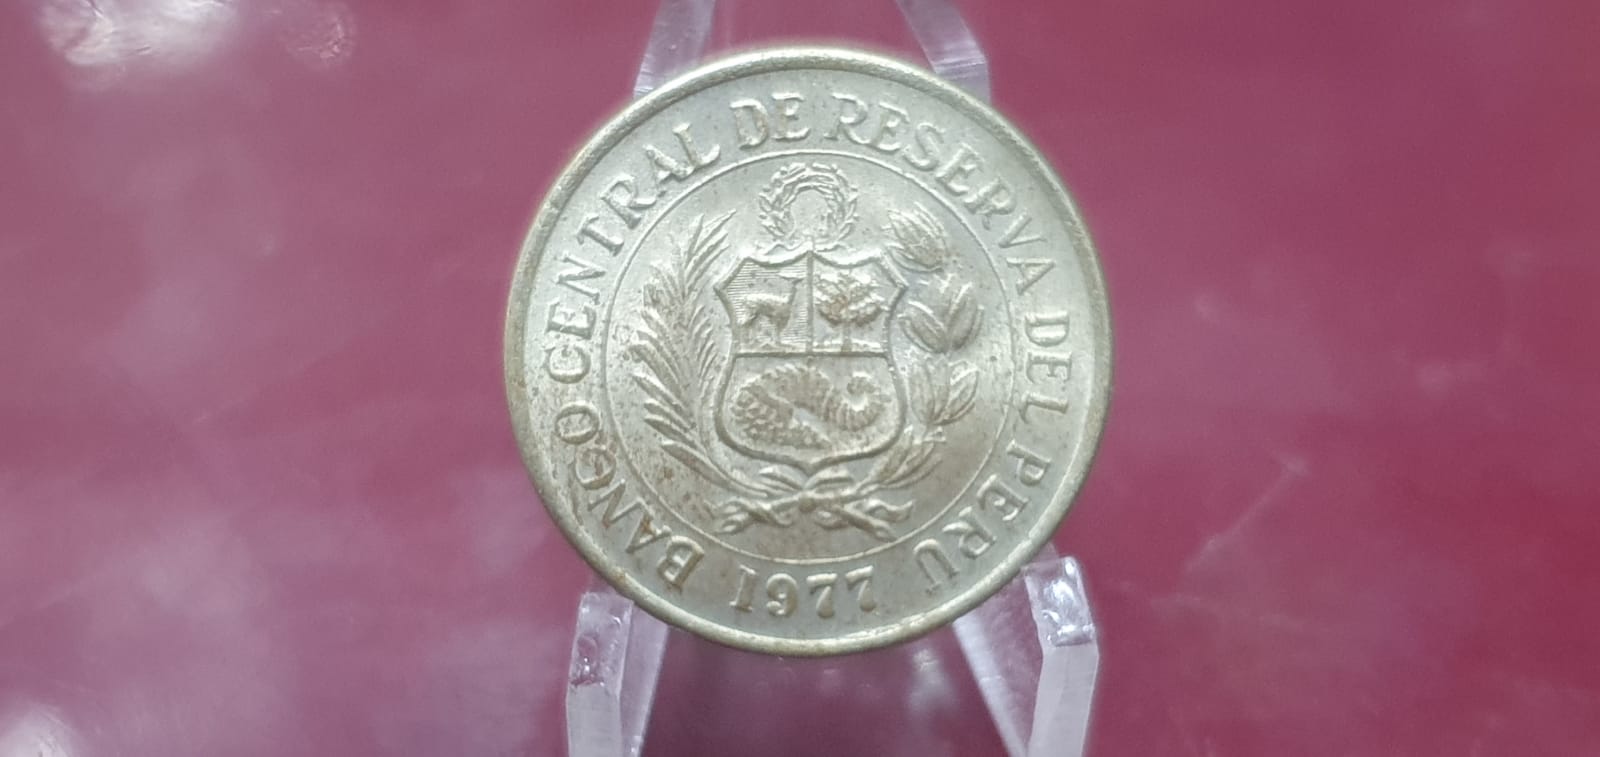 BANCO CENTRAL DE RESERVA DEL PERU
1977